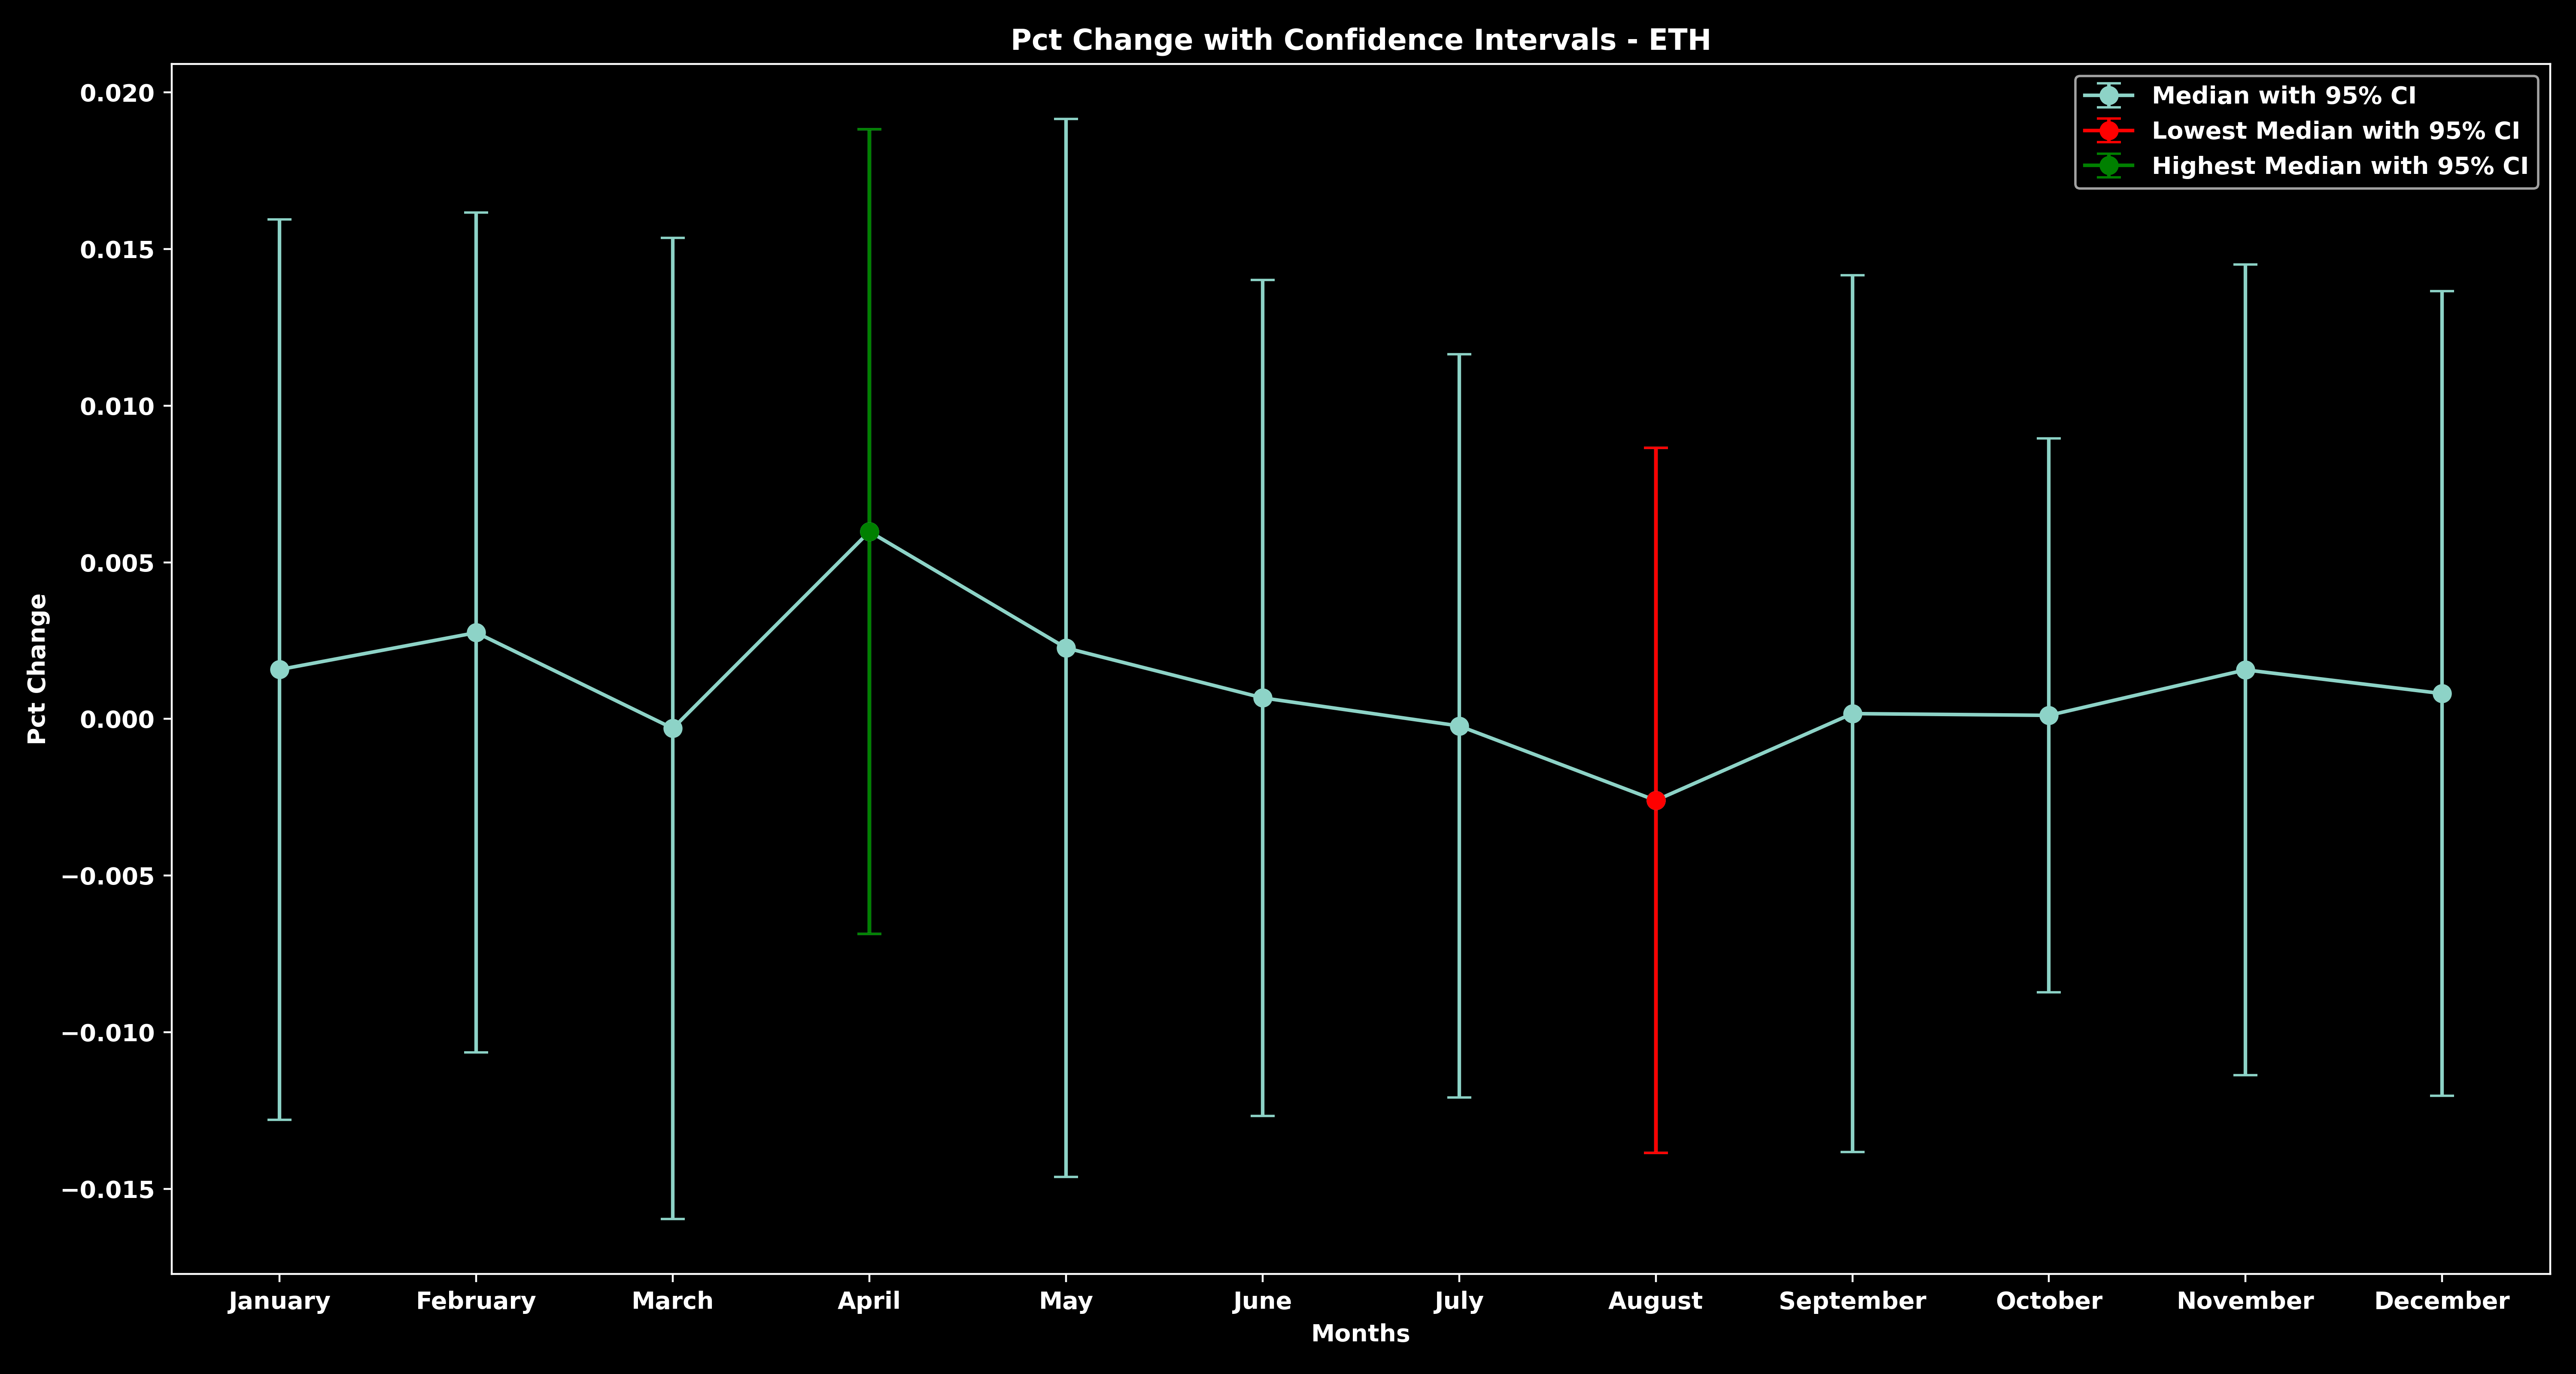 Pct Change with Confidence Intervals - ETH
Median with 95% CI
Lowest Median with 95% CI
Highest Median with 95% CI
Pct Change
0.020
0.015
0.010
0.005
0.000
−0.005
−0.010
−0.015
January February March April May June July August September October November December
Months